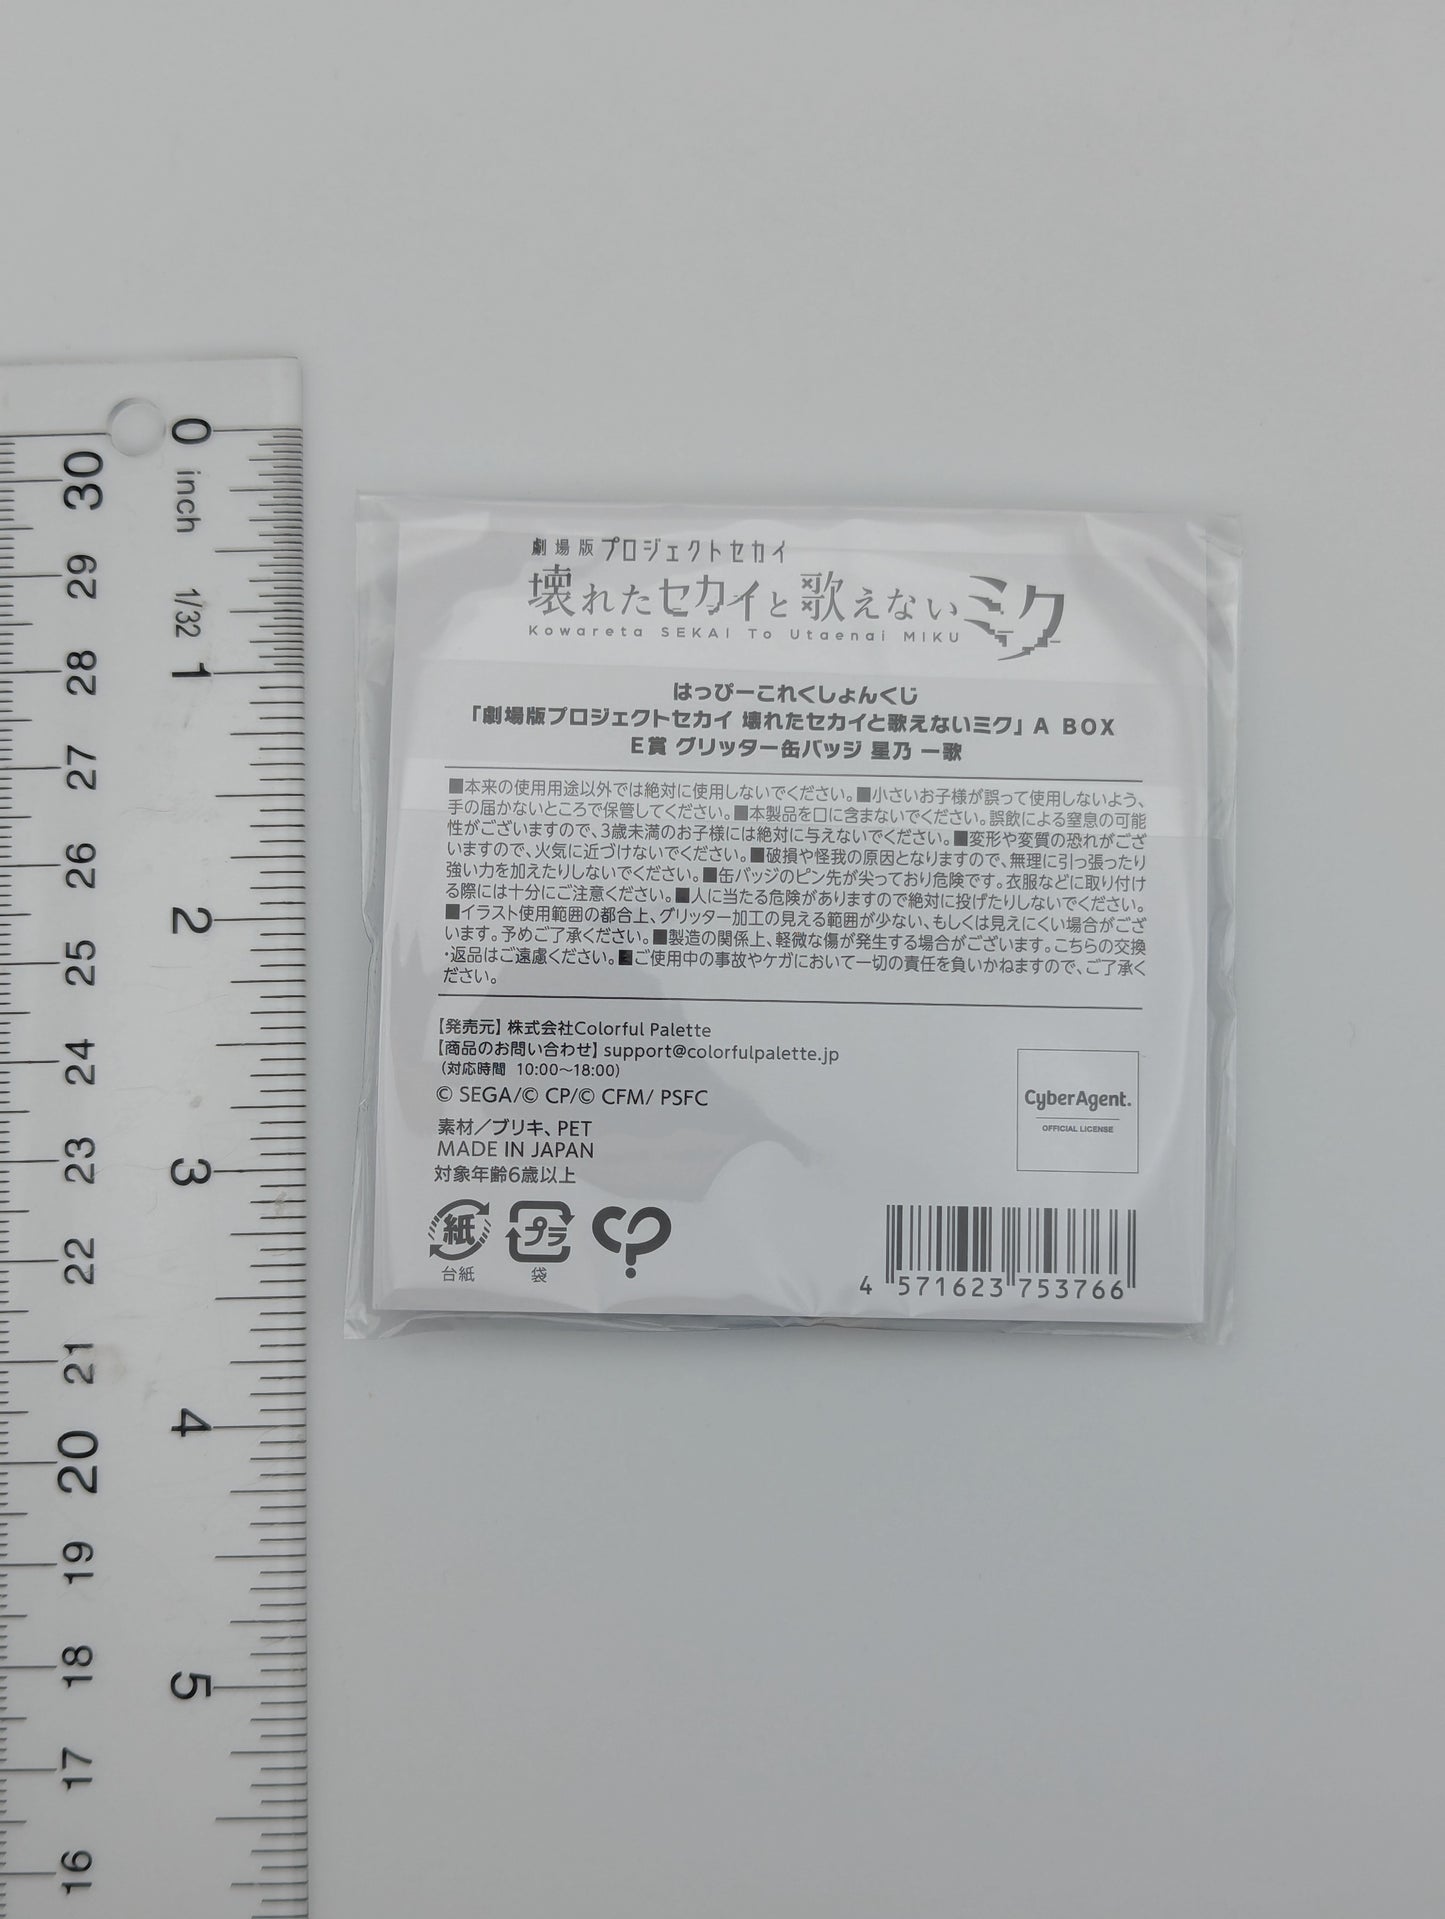 劇場版プロジェクトセカイ
壊れたセカイと歌えないミク
Kowareta SEKAI To Utaenai MIKU
はっぴーこれくしょんくじ
「劇場版プロジェクトセカイ 壊れたセカイと歌えないミク」A BOX
E賞 グリッター缶バッジ 星乃 一歌
■本来の使用用途以外では絶対に使用しないでください。■小さいお子様が誤って使用しないよう、
手の届かないところで保管してください。■本製品を口に含まないでください。誤飲による窒息の可能
性がございますので、3歳未満のお子様には絶対に与えないでください。■変形や変質の恐れがござ
いますので、火気に近づけないでください。■破損や怪我の原因となりますので、無理に引っ張ったり
強い力を加えたりしないでください。■缶バッジのピン先が尖っており危険です。衣服などに取り付け
る際には十分にご注意ください。■人に当たる危険がありますので絶対に投げたりしないでください。
■イラスト使用範囲の都合上、グリッター加工の見える範囲が少ない、もしくは見えにくい場合がござ
います。予めご了承ください。■製造の関係上、軽微な傷が発生する場合がございます。こちらの交換
・返品はご遠慮ください。■ご使用中の事故やケガにおいて一切の責任を負いかねますので、ご了承く
ださい。
【発売元】株式会社Colorful Palette
【商品のお問い合わせ】support@colorfulpalette.jp
（対応時間 10:00～18:00）
© SEGA/© CP/© CFM/ PSFC
CyberAgent.
OFFICIAL LICENSE
素材／ブリキ、PET
MADE IN JAPAN
対象年齢6歳以上
紙
プラ
台紙
袋
4 571623 753766
0
inch
1/32
1
2
3
4
5
30
29
28
27
26
25
24
23
22
21
20
19
18
17
16